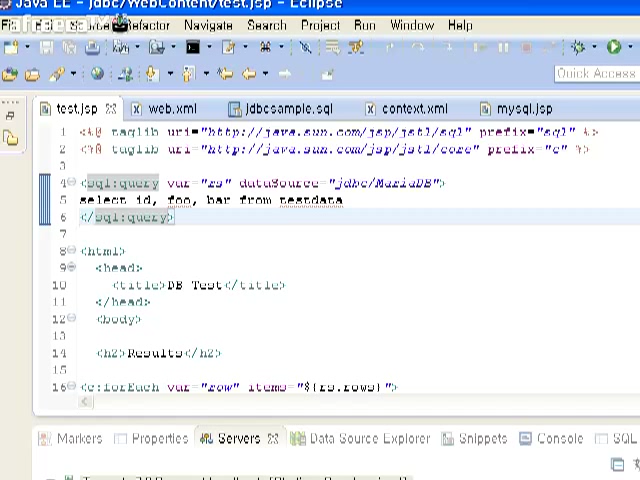 Java EE - jdbc/WebContent/test.jsp - Eclipse
Refactor Navigate Search Project Run Window Help
Quick Access
test.jsp web.xml jdbcsample.sql context.xml mysql.jsp
1 <%@ taglib uri="http://java.sun.com/jsp/jstl/sql" prefix="sql" %>
2 <%@ taglib uri="http://java.sun.com/jsp/jstl/core" prefix="c" %>
3
4 <sql:query var="rs" dataSource="jdbc/MariaDB">
5 select id, foo, bar from testdata
6 </sql:query>
7
8 <html>
9 <head>
10 <title>DB Test</title>
11 </head>
12 <body>
13
14 <h2>Results</h2>
15
16 <c:forEach var="row" items="${rs.rows}">
Markers Properties Servers Data Source Explorer Snippets Console SQL